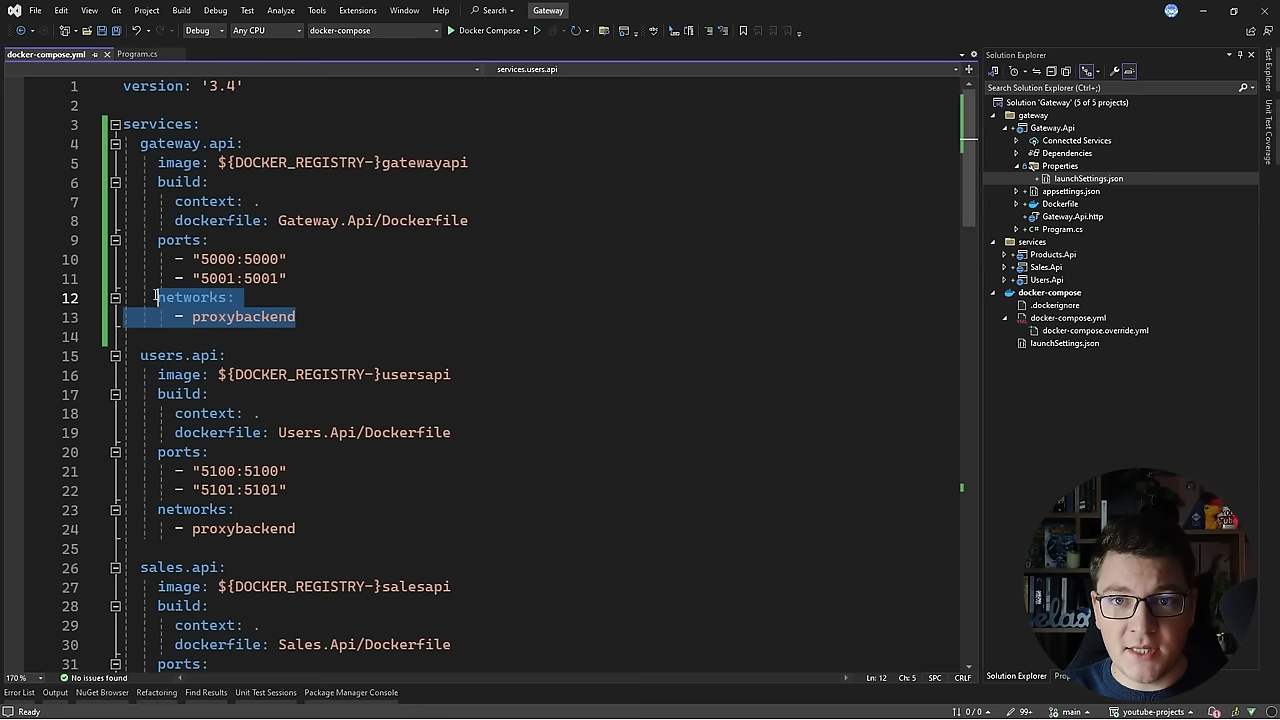 File Edit View Git Project Build Debug Test Analyze Tools Extensions Window Help Search Gateway
Debug Any CPU docker-compose Docker Compose
docker-compose.yml Program.cs
services.users.api
1 version: '3.4'
2
3 services:
4 gateway.api:
5 image: ${DOCKER_REGISTRY-}gatewayapi
6 build:
7 context: .
8 dockerfile: Gateway.Api/Dockerfile
9 ports:
10 - "5000:5000"
11 - "5001:5001"
12 networks:
13 - proxybackend
14
15 users.api:
16 image: ${DOCKER_REGISTRY-}usersapi
17 build:
18 context: .
19 dockerfile: Users.Api/Dockerfile
20 ports:
21 - "5100:5100"
22 - "5101:5101"
23 networks:
24 - proxybackend
25
26 sales.api:
27 image: ${DOCKER_REGISTRY-}salesapi
28 build:
29 context: .
30 dockerfile: Sales.Api/Dockerfile
31 ports:
170 % No issues found Ln: 12 Ch: 5 SPC CRLF
Error List Output NuGet Browser Refactoring Find Results Unit Test Sessions Package Manager Console
Ready 0 / 0 99+ main youtube-projects
Solution Explorer
Search Solution Explorer (Ctrl+;)
Solution 'Gateway' (5 of 5 projects)
gateway
Gateway.Api
Connected Services
Dependencies
Properties
launchSettings.json
appsettings.json
Dockerfile
Gateway.Api.http
Program.cs
services
Products.Api
Sales.Api
Users.Api
docker-compose
.dockerignore
docker-compose.yml
docker-compose.override.yml
launchSettings.json
Solution Explorer
Test Explorer
Unit Test Coverage